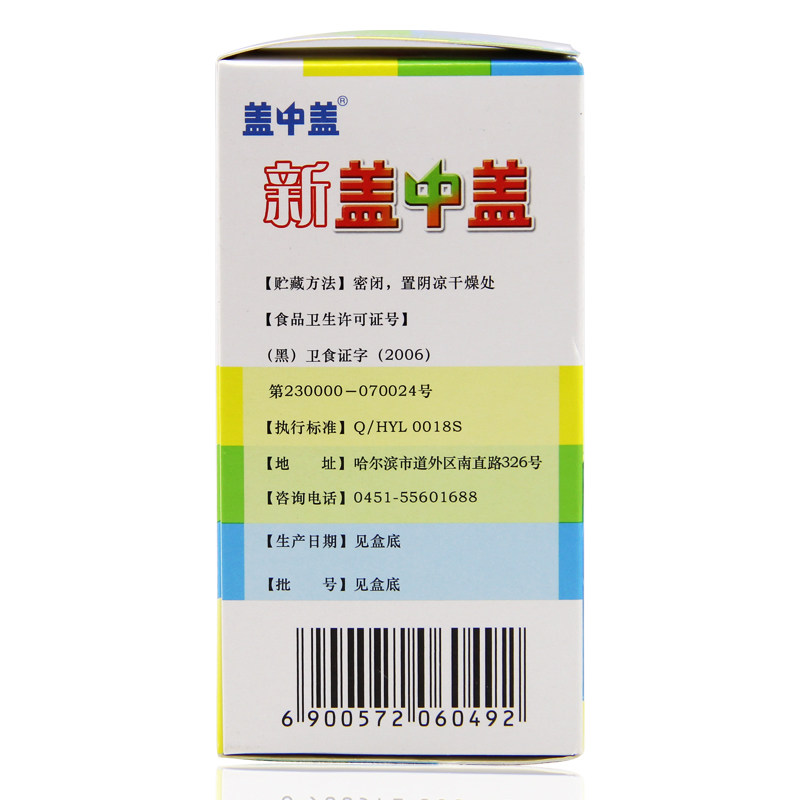 盖中盖®
新盖中盖
【贮藏方法】密闭，置阴凉干燥处
【食品卫生许可证号】
（黑）卫食证字（2006）
第230000－070024号
【执行标准】Q/HYL 0018S
【地　　址】哈尔滨市道外区南直路326号
【咨询电话】0451-55601688
【生产日期】见盒底
【批　　号】见盒底
6 900572 060492